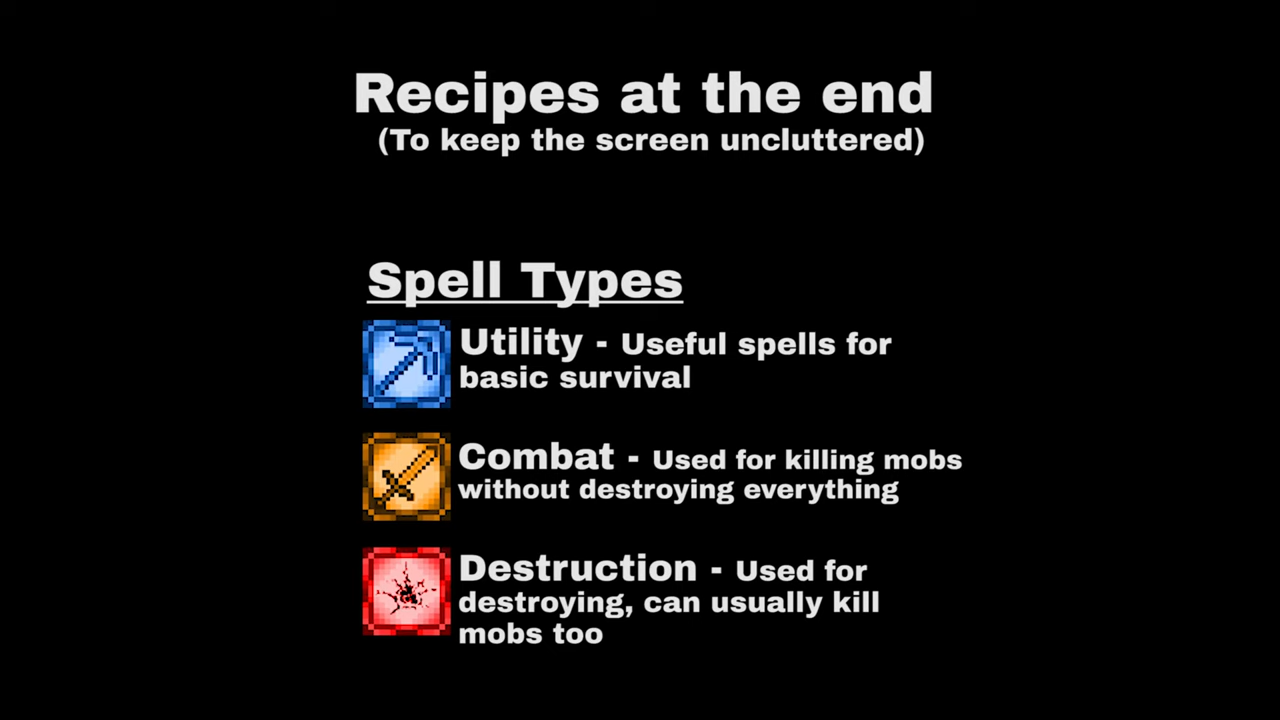 Recipes at the end
(To keep the screen uncluttered)
Spell Types
Utility - Useful spells for
basic survival
Combat - Used for killing mobs
without destroying everything
Destruction - Used for
destroying, can usually kill
mobs too